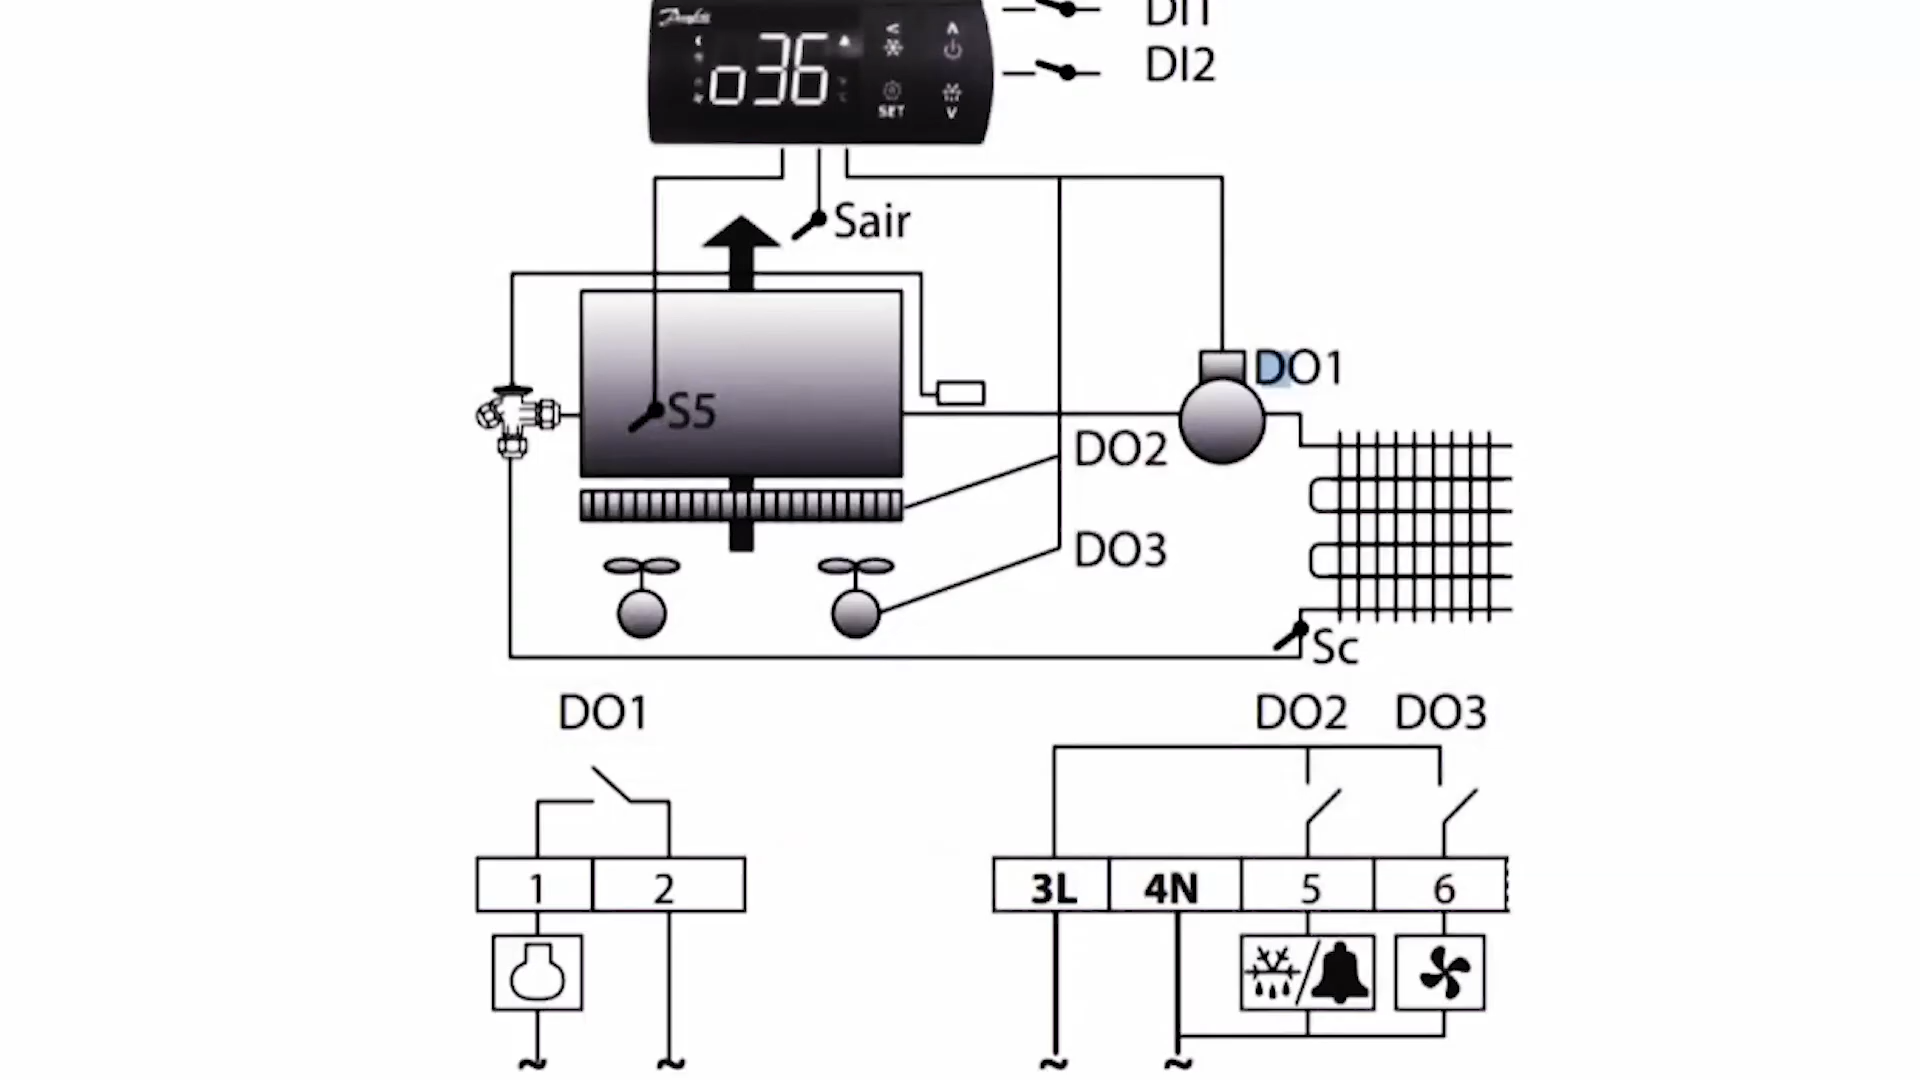 Danfoss
DI1
DI2
o36
<
^
SET
V
Sair
S5
DO1
DO2
DO3
Sc
DO1
DO2 DO3
1 2
3L 4N 5 6
~ ~ ~ ~